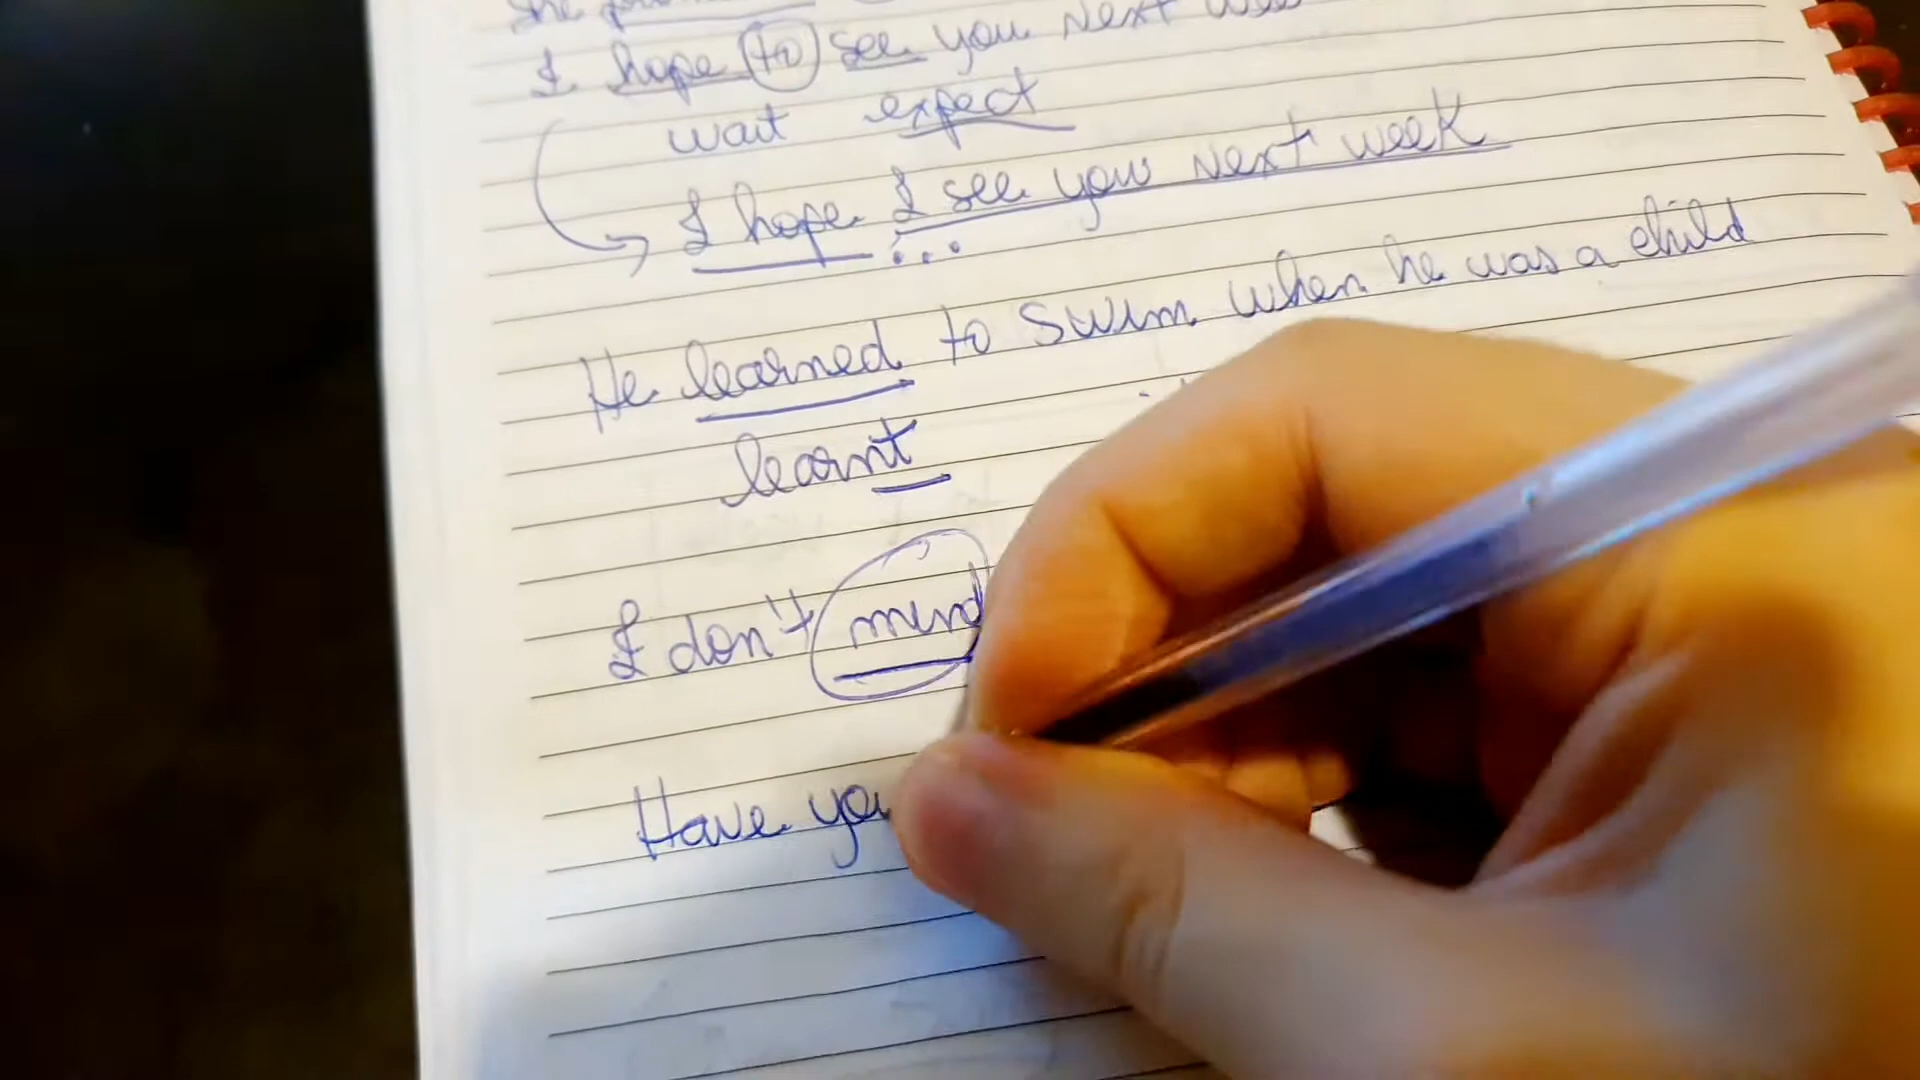 She
I hope to see you next
wait expect
I hope I see you next week
...
He learned to swim when he was a child
learnt
I don't mind
Have you